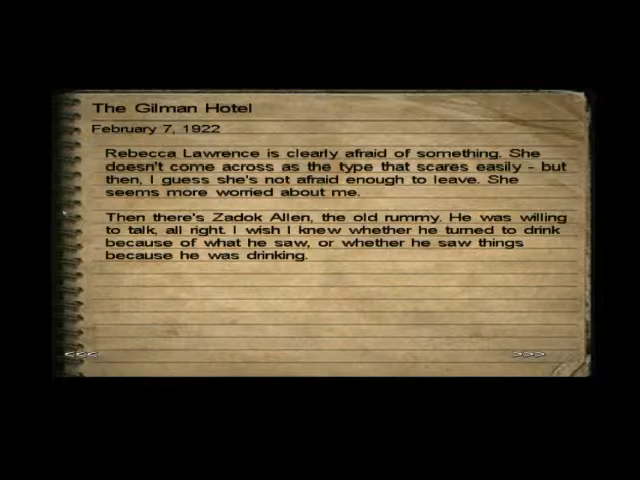 The Gilman Hotel
February 7, 1922
Rebecca Lawrence is clearly afraid of something. She
doesn't come across as the type that scares easily - but
then, I guess she's not afraid enough to leave. She
seems more worried about me.
Then there's Zadok Allen, the old rummy. He was willing
to talk, all right. I wish I knew whether he turned to drink
because of what he saw, or whether he saw things
because he was drinking.
<<< >>>